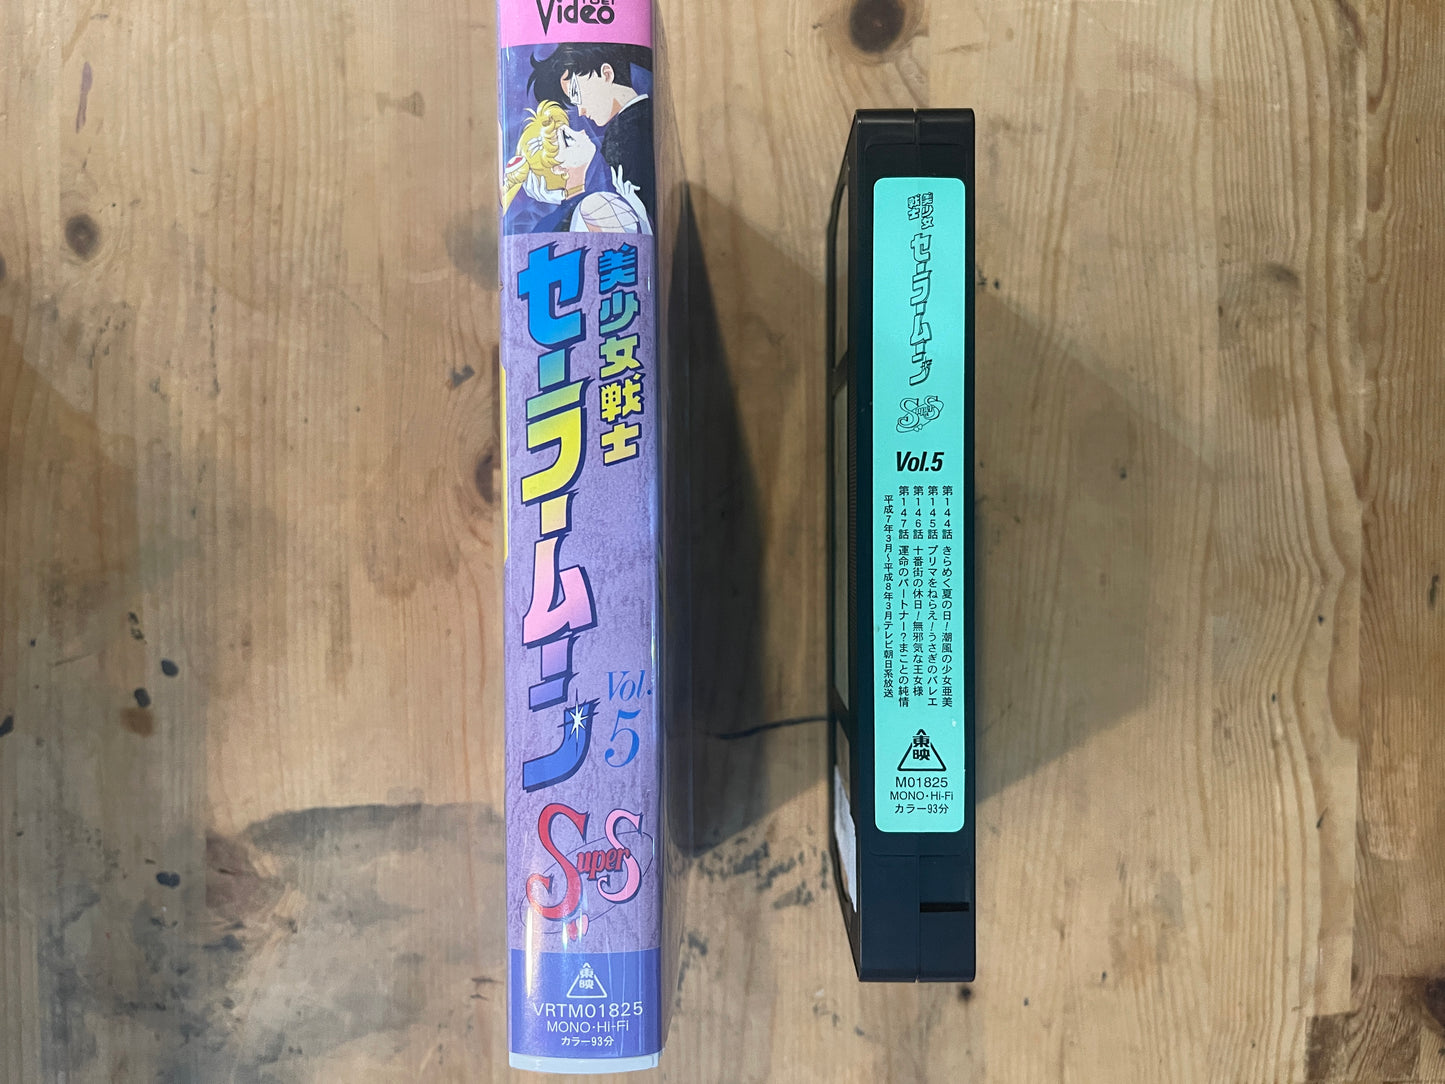 TOEI
Video
美少女戦士
セーラームーン
Vol.
5
SuperS
東映
VRTM01825
MONO·Hi-Fi
カラー93分
美少女
戦士
セーラームーン
SuperS
Vol.5
第144話 きらめく夏の日!潮風の少女亜美
第145話 プリマをねらえ!うさぎのバレエ
第146話 十番街の休日!無邪気な王女様
第147話 運命のパートナー?まことの純情
平成7年3月~平成8年3月テレビ朝日系放送
東映
M01825
MONO·Hi-Fi
カラー93分